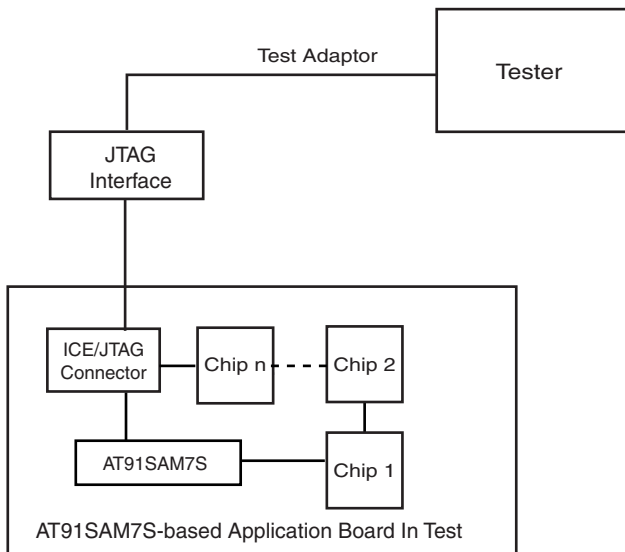 Test Adaptor
Tester
JTAG
Interface
ICE/JTAG
Connector
Chip n
Chip 2
AT91SAM7S
Chip 1
AT91SAM7S-based Application Board In Test